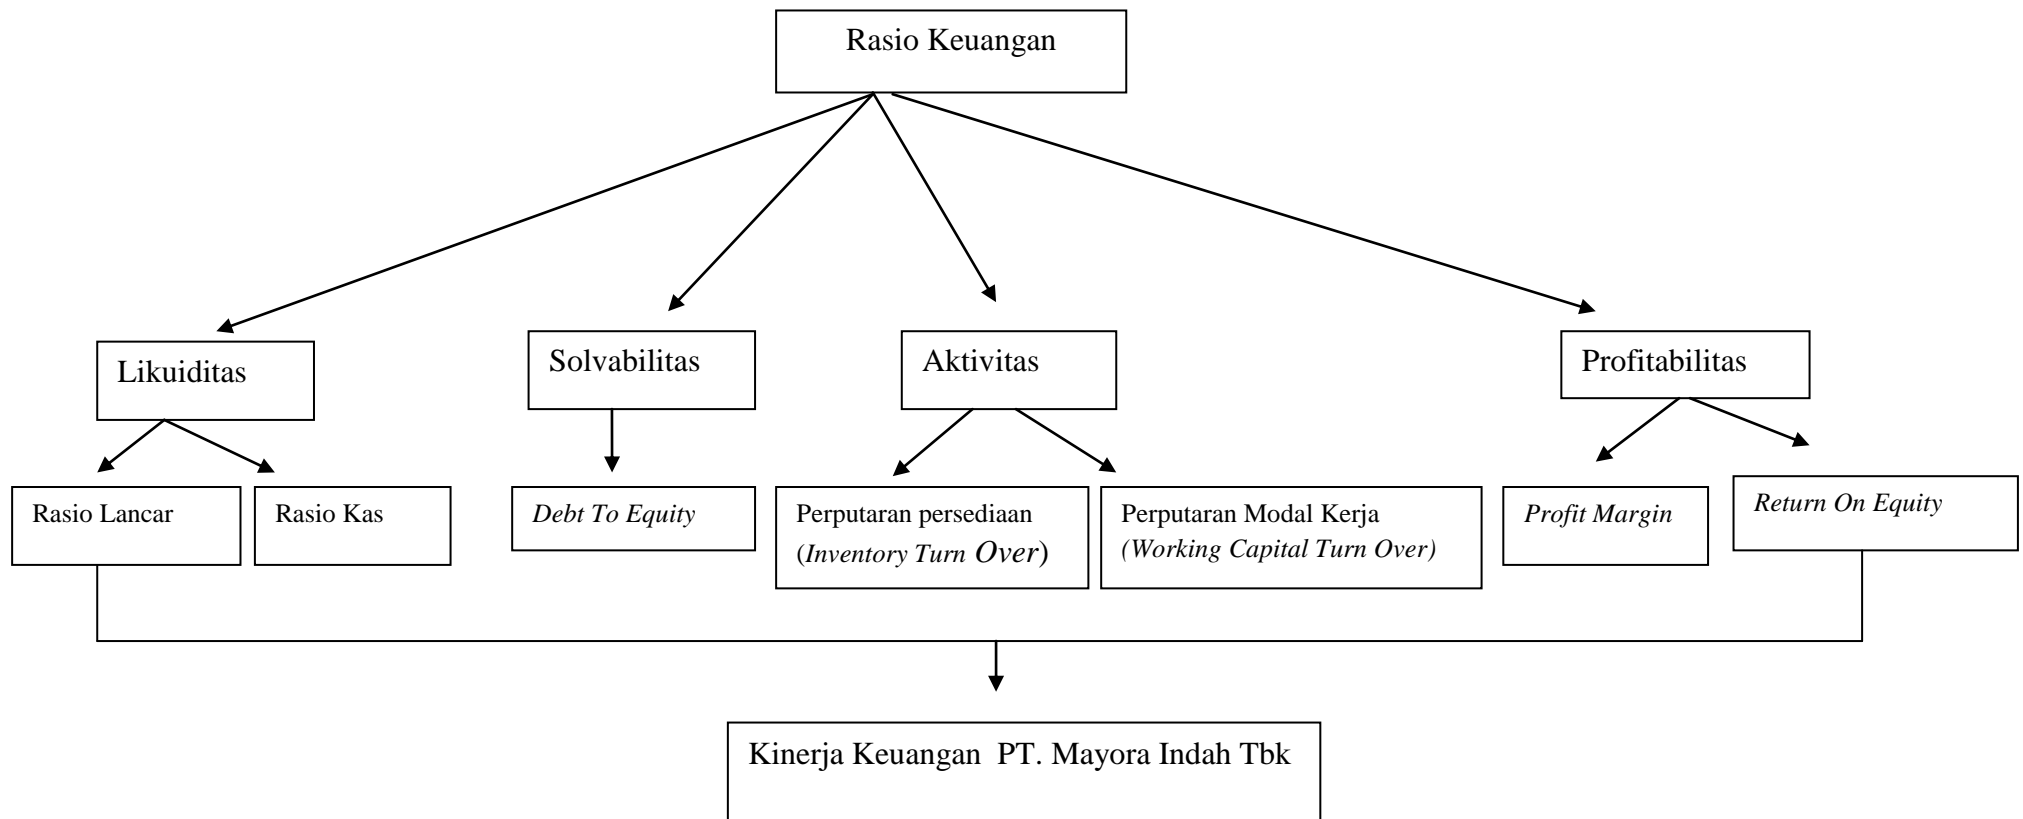 Rasio Keuangan
Likuiditas
Solvabilitas
Aktivitas
Profitabilitas
Rasio Lancar
Rasio Kas
Debt To Equity
Perputaran persediaan
(Inventory Turn Over)
Perputaran Modal Kerja
(Working Capital Turn Over)
Profit Margin
Return On Equity
Kinerja Keuangan PT. Mayora Indah Tbk